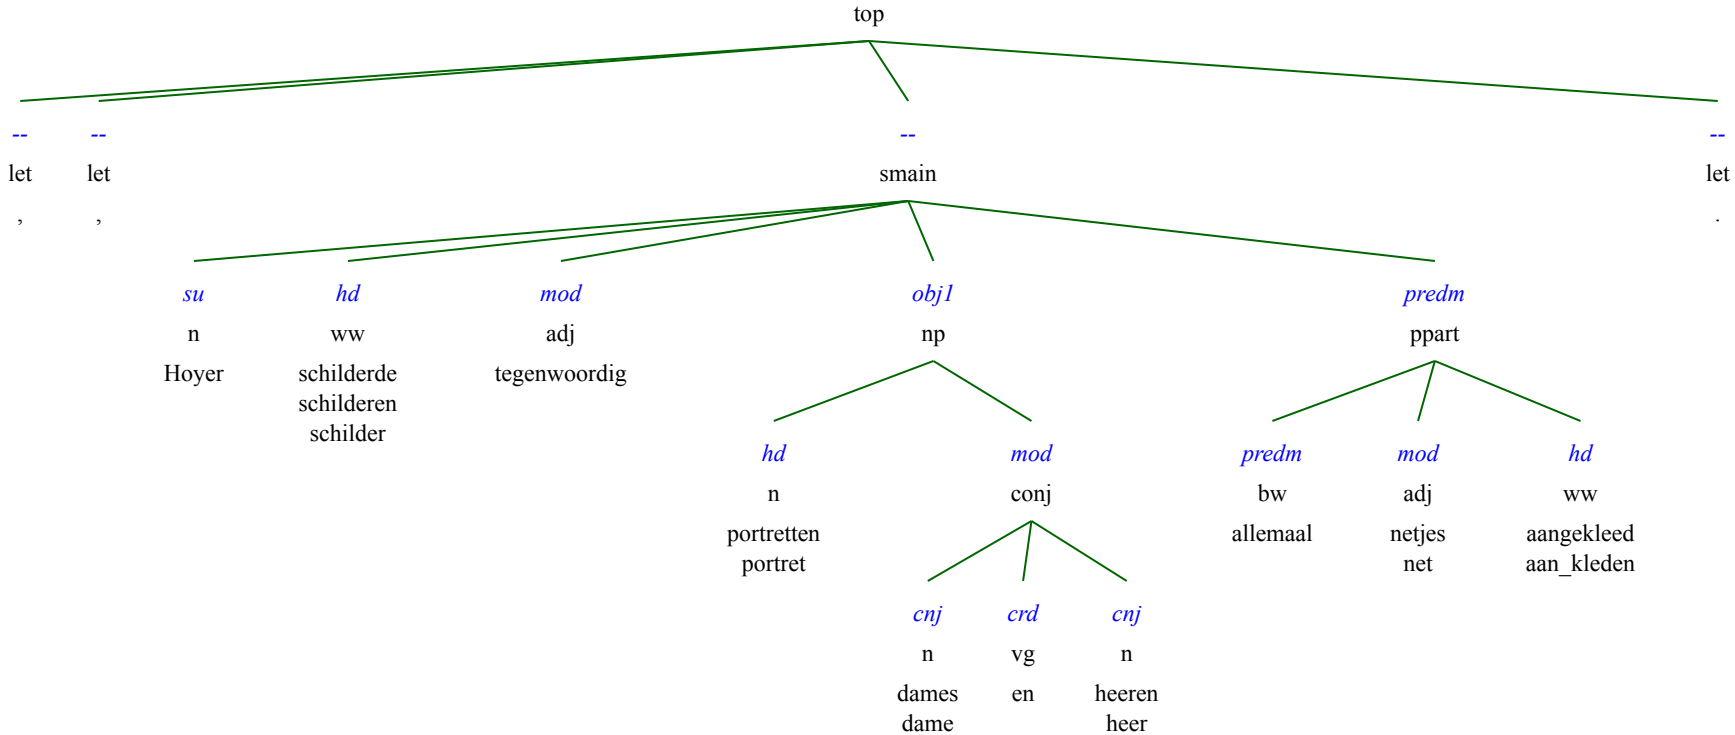 top
-- -- -- --
let let smain let
, , .
su hd mod obj1 predm
n ww adj np ppart
Hoyer schilderde tegenwoordig
schilderen
schilder
hd mod predm mod hd
n conj bw adj ww
portretten allemaal netjes aangekleed
portret net aan_kleden
cnj crd cnj
n vg n
dames en heeren
dame heer